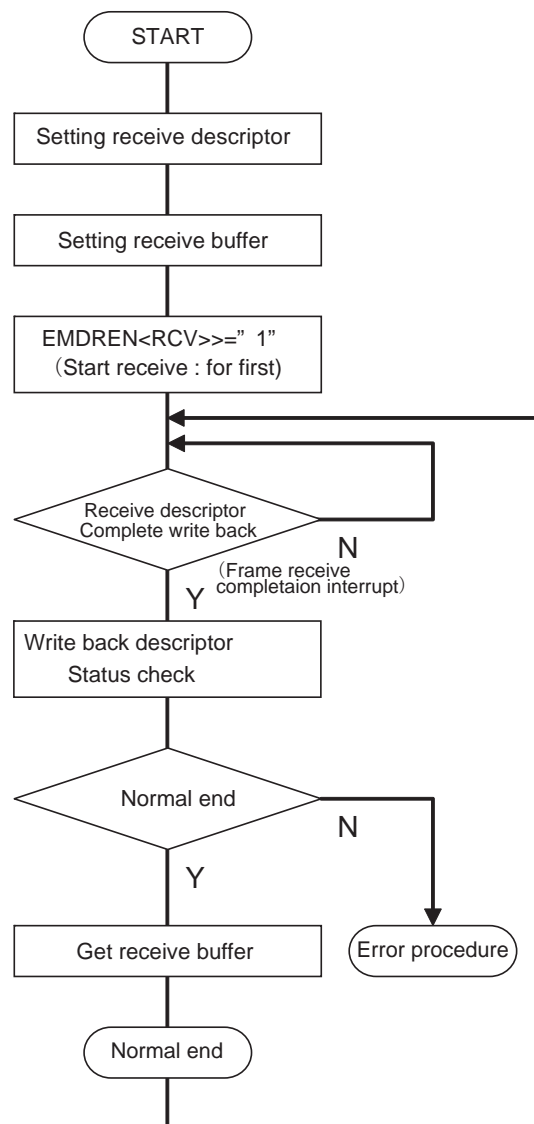 START
Setting receive descriptor
Setting receive buffer
EMDREN<RCV>>=” 1”
（Start receive : for first)
Receive descriptor
Complete write back
N
（Frame receive
completaion interrupt）
Y
Write back descriptor
Status check
Normal end
N
Y
Get receive buffer
Error procedure
Normal end